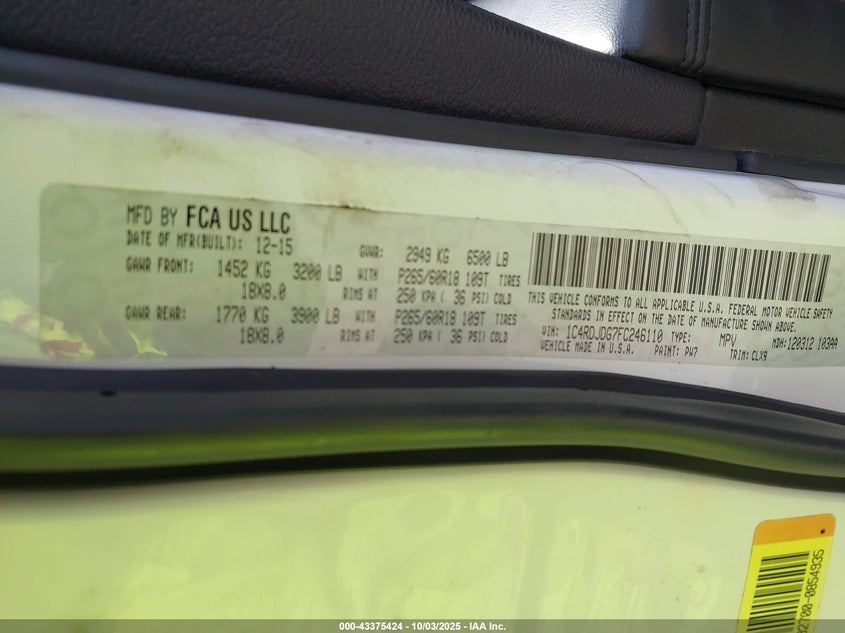 MFD BY FCA US LLC
DATE OF MFR(BUILT): 12-15 GVWR: 2949 KG 6500 LB
GAWR FRONT: 1452 KG 3200 LB WITH P265/60R18 109T TIRES
18X8.0 RIMS AT 250 KPA ( 36 PSI) COLD
GAWR REAR: 1770 KG 3900 LB WITH P265/60R18 109T TIRES
18X8.0 RIMS AT 250 KPA ( 36 PSI) COLD
THIS VEHICLE CONFORMS TO ALL APPLICABLE U.S.A. FEDERAL MOTOR VEHICLE SAFETY
STANDARDS IN EFFECT ON THE DATE OF MANUFACTURE SHOWN ABOVE.
VIN: 1C4RDJDG7FC246110 TYPE: MPV MDH: 120312 103AA
VEHICLE MADE IN U.S.A. PAINT: PW7 TRIM: CLX9
000-43375424 | 10/03/2025 - IAA Inc.